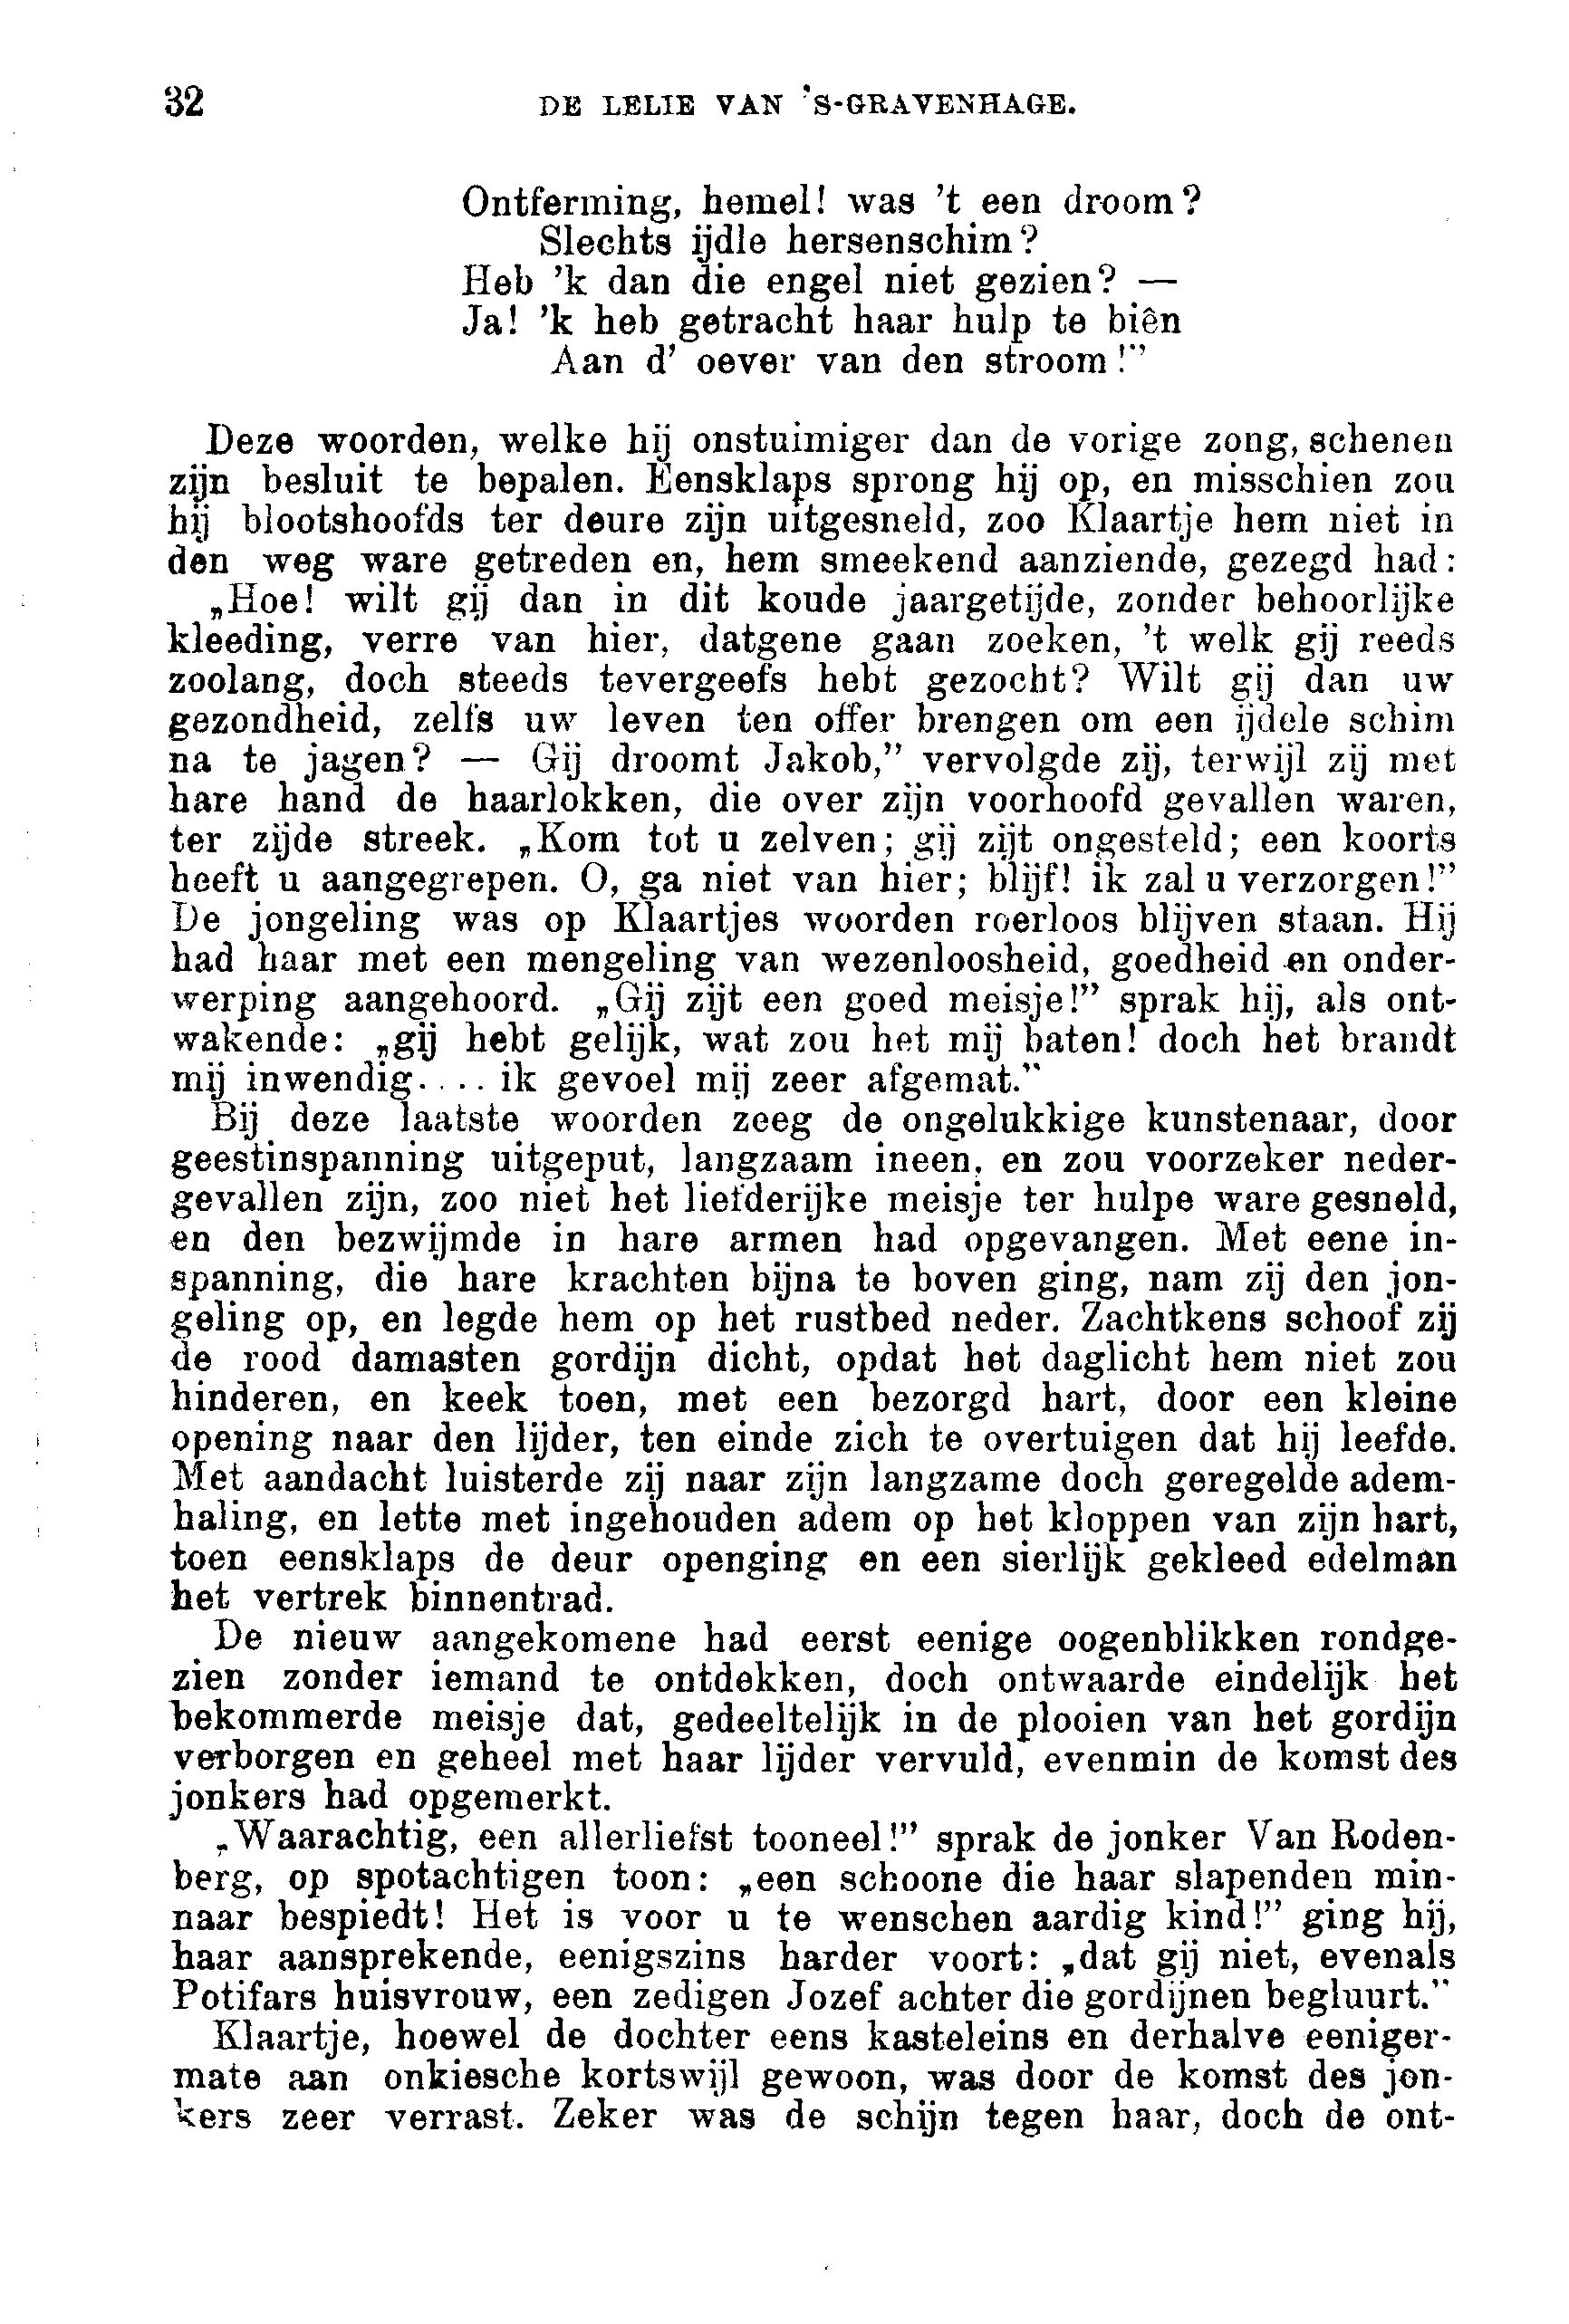 32 DE LELIE VAN 'S-GRAVENHAGE.
Ontferming, hemel! was 't een droom?
Slechts ijdle hersenschim?
Heb 'k dan die engel niet gezien? —
Ja! 'k heb getracht haar hulp te biên
Aan d' oever van den stroom!"
Deze woorden, welke hij onstuimiger dan de vorige zong, schenen
zijn besluit te bepalen. Eensklaps sprong hij op, en misschien zou
hij blootshoofds ter deure zijn uitgesneld, zoo Klaartje hem niet in
den weg ware getreden en, hem smeekend aanziende, gezegd had:
„Hoe! wilt gij dan in dit koude jaargetijde, zonder behoorlijke
kleeding, verre van hier, datgene gaan zoeken, 't welk gij reeds
zoolang, doch steeds tevergeefs hebt gezocht? Wilt gij dan uw
gezondheid, zelfs uw leven ten offer brengen om een ijdele schim
na te jagen? — Gij droomt Jakob,” vervolgde zij, terwijl zij met
hare hand de haarlokken, die over zijn voorhoofd gevallen waren,
ter zijde streek. „Kom tot u zelven; gij zijt ongesteld; een koorts
heeft u aangegrepen. O, ga niet van hier; blijf! ik zal u verzorgen!”
De jongeling was op Klaartjes woorden roerloos blijven staan. Hij
had haar met een mengeling van wezenloosheid, goedheid en onder-
werping aangehoord. „Gij zijt een goed meisje!” sprak hij, als ont-
wakende: „gij hebt gelijk, wat zou het mij baten! doch het brandt
mij inwendig.... ik gevoel mij zeer afgemat.”
Bij deze laatste woorden zeeg de ongelukkige kunstenaar, door
geestinspanning uitgeput, langzaam ineen, en zou voorzeker neder-
gevallen zijn, zoo niet het liefderijke meisje ter hulpe ware gesneld,
en den bezwijmde in hare armen had opgevangen. Met eene in-
spanning, die hare krachten bijna te boven ging, nam zij den jon-
geling op, en legde hem op het rustbed neder. Zachtkens schoof zij
de rood damasten gordijn dicht, opdat het daglicht hem niet zou
hinderen, en keek toen, met een bezorgd hart, door een kleine
opening naar den lijder, ten einde zich te overtuigen dat hij leefde.
Met aandacht luisterde zij naar zijn langzame doch geregelde adem-
haling, en lette met ingehouden adem op het kloppen van zijn hart,
toen eensklaps de deur openging en een sierlijk gekleed edelman
het vertrek binnentrad.
De nieuw aangekomene had eerst eenige oogenblikken rondge-
zien zonder iemand te ontdekken, doch ontwaarde eindelijk het
bekommerde meisje dat, gedeeltelijk in de plooien van het gordijn
verborgen en geheel met haar lijder vervuld, evenmin de komst des
jonkers had opgemerkt.
„Waarachtig, een allerliefst tooneel!” sprak de jonker Van Roden-
berg, op spotachtigen toon: „een schoone die haar slapenden min-
naar bespiedt! Het is voor u te wenschen aardig kind!” ging hij,
haar aansprekende, eenigszins harder voort: „dat gij niet, evenals
Potifars huisvrouw, een zedigen Jozef achter die gordijnen begluurt.”
Klaartje, hoewel de dochter eens kasteleins en derhalve eeniger-
mate aan onkiesche kortswijl gewoon, was door de komst des jon-
kers zeer verrast. Zeker was de schijn tegen haar, doch de ont-